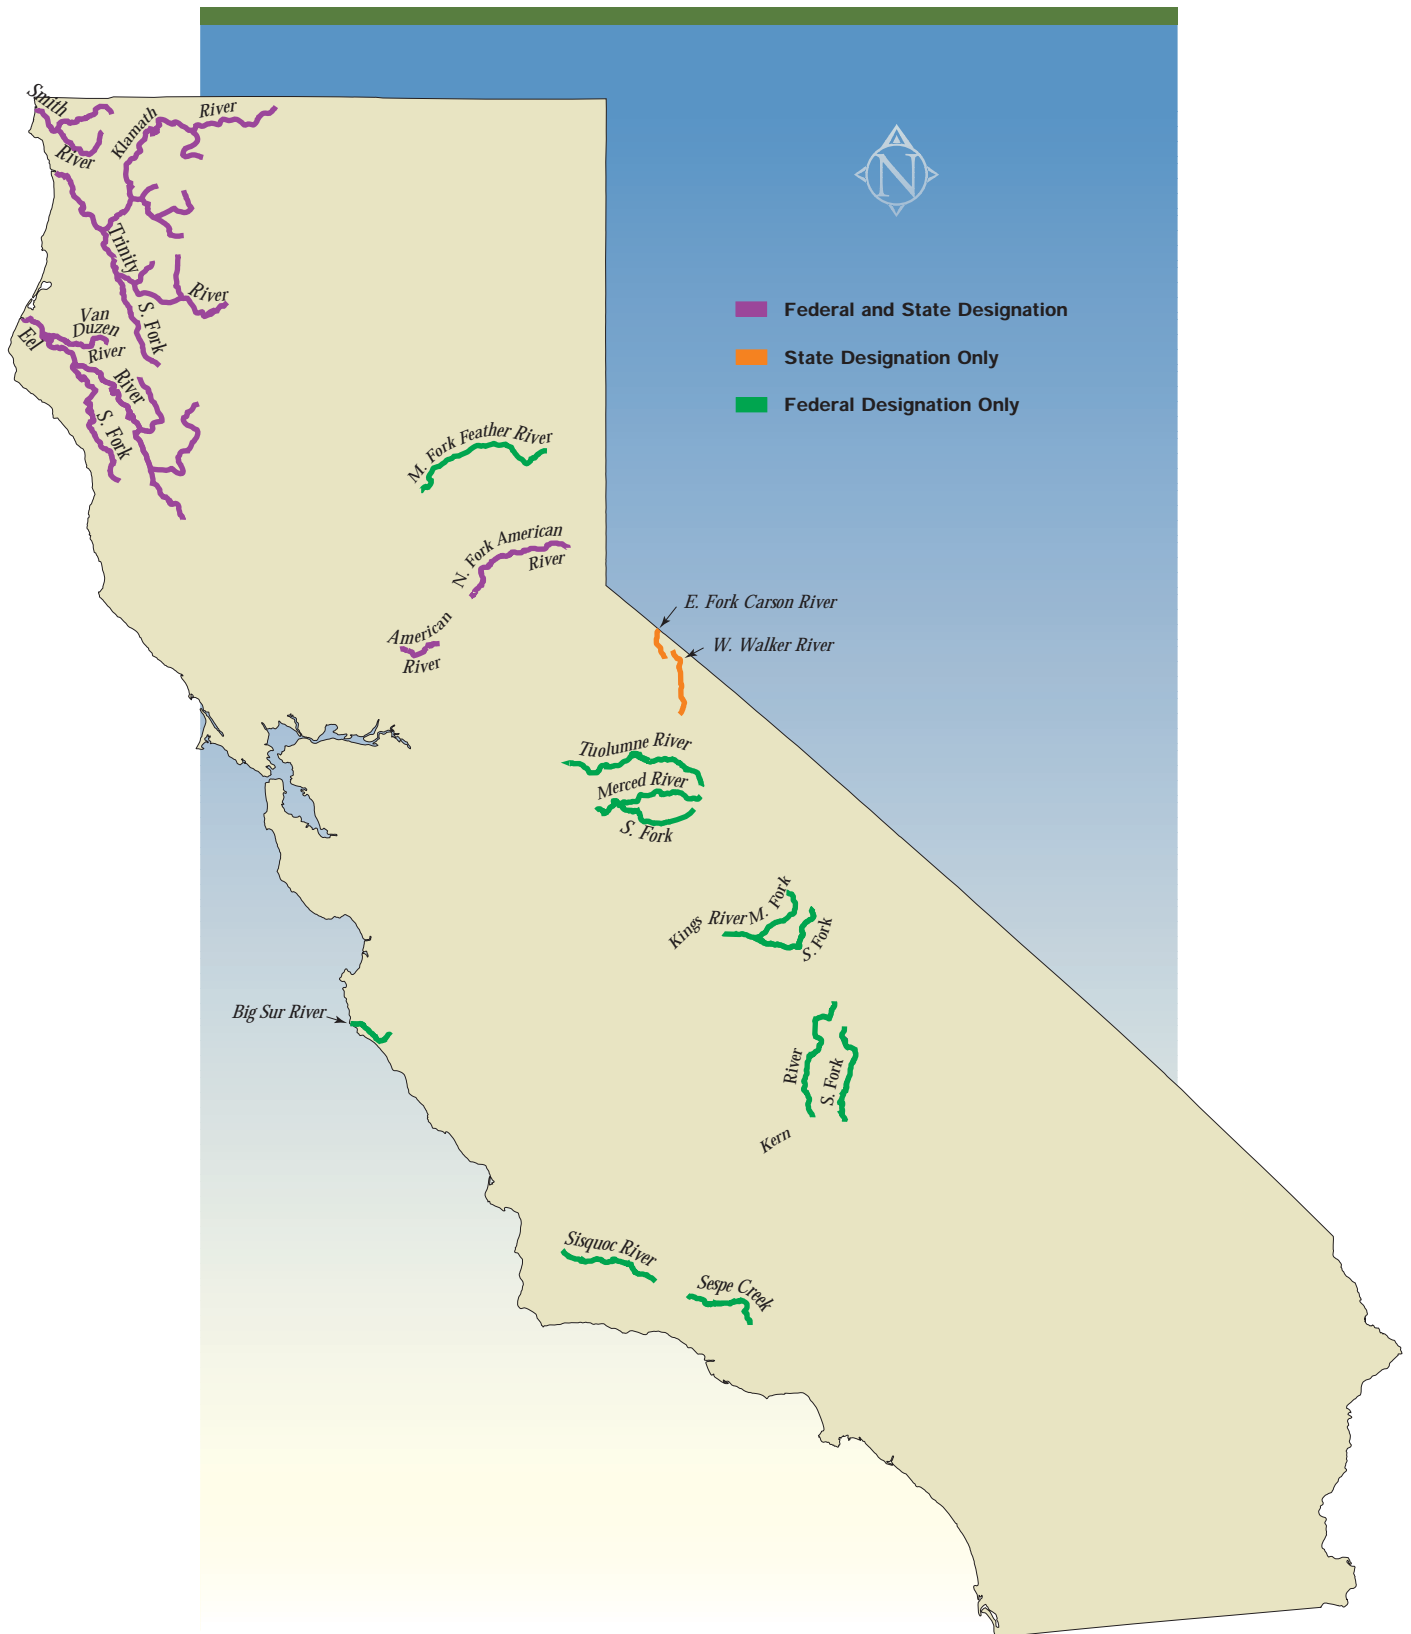 Smith
River
Klamath
River
N
Trinity
River
S. Fork
Federal and State Designation
State Designation Only
Federal Designation Only
Van
Duzen
River
Eel
River
S. Fork
M. Fork Feather River
N. Fork American
River
American
River
E. Fork Carson River
W. Walker River
Tuolumne River
Merced River
S. Fork
Kings River
M. Fork
S. Fork
Big Sur River
River
S. Fork
Kern
Sisquoc River
Sespe Creek